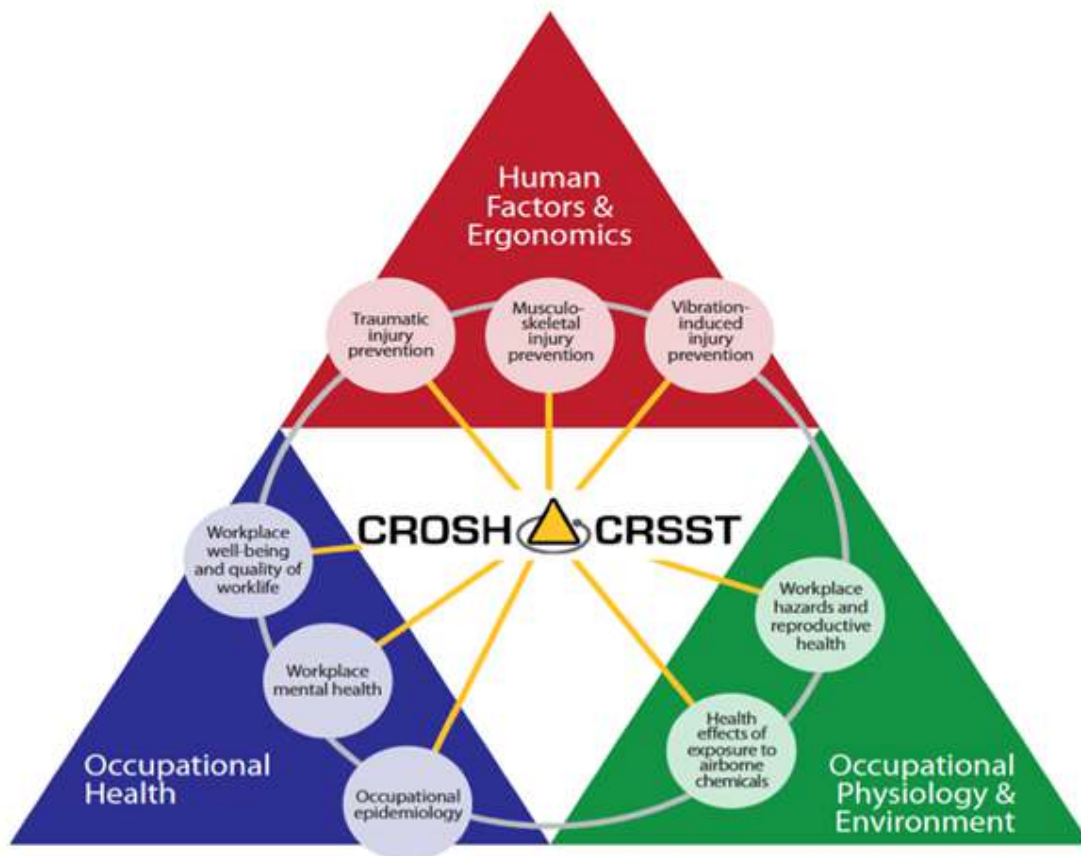 Human
Factors &
Ergonomics
Traumatic
injury
prevention
Musculo-
skeletal
injury
prevention
Vibration-
induced
injury
prevention
CROSH CRSST
Workplace
well-being
and quality of
worklife
Workplace
mental health
Occupational
epidemiology
Occupational
Health
Workplace
hazards and
reproductive
health
Health
effects of
exposure to
airborne
chemicals
Occupational
Physiology &
Environment